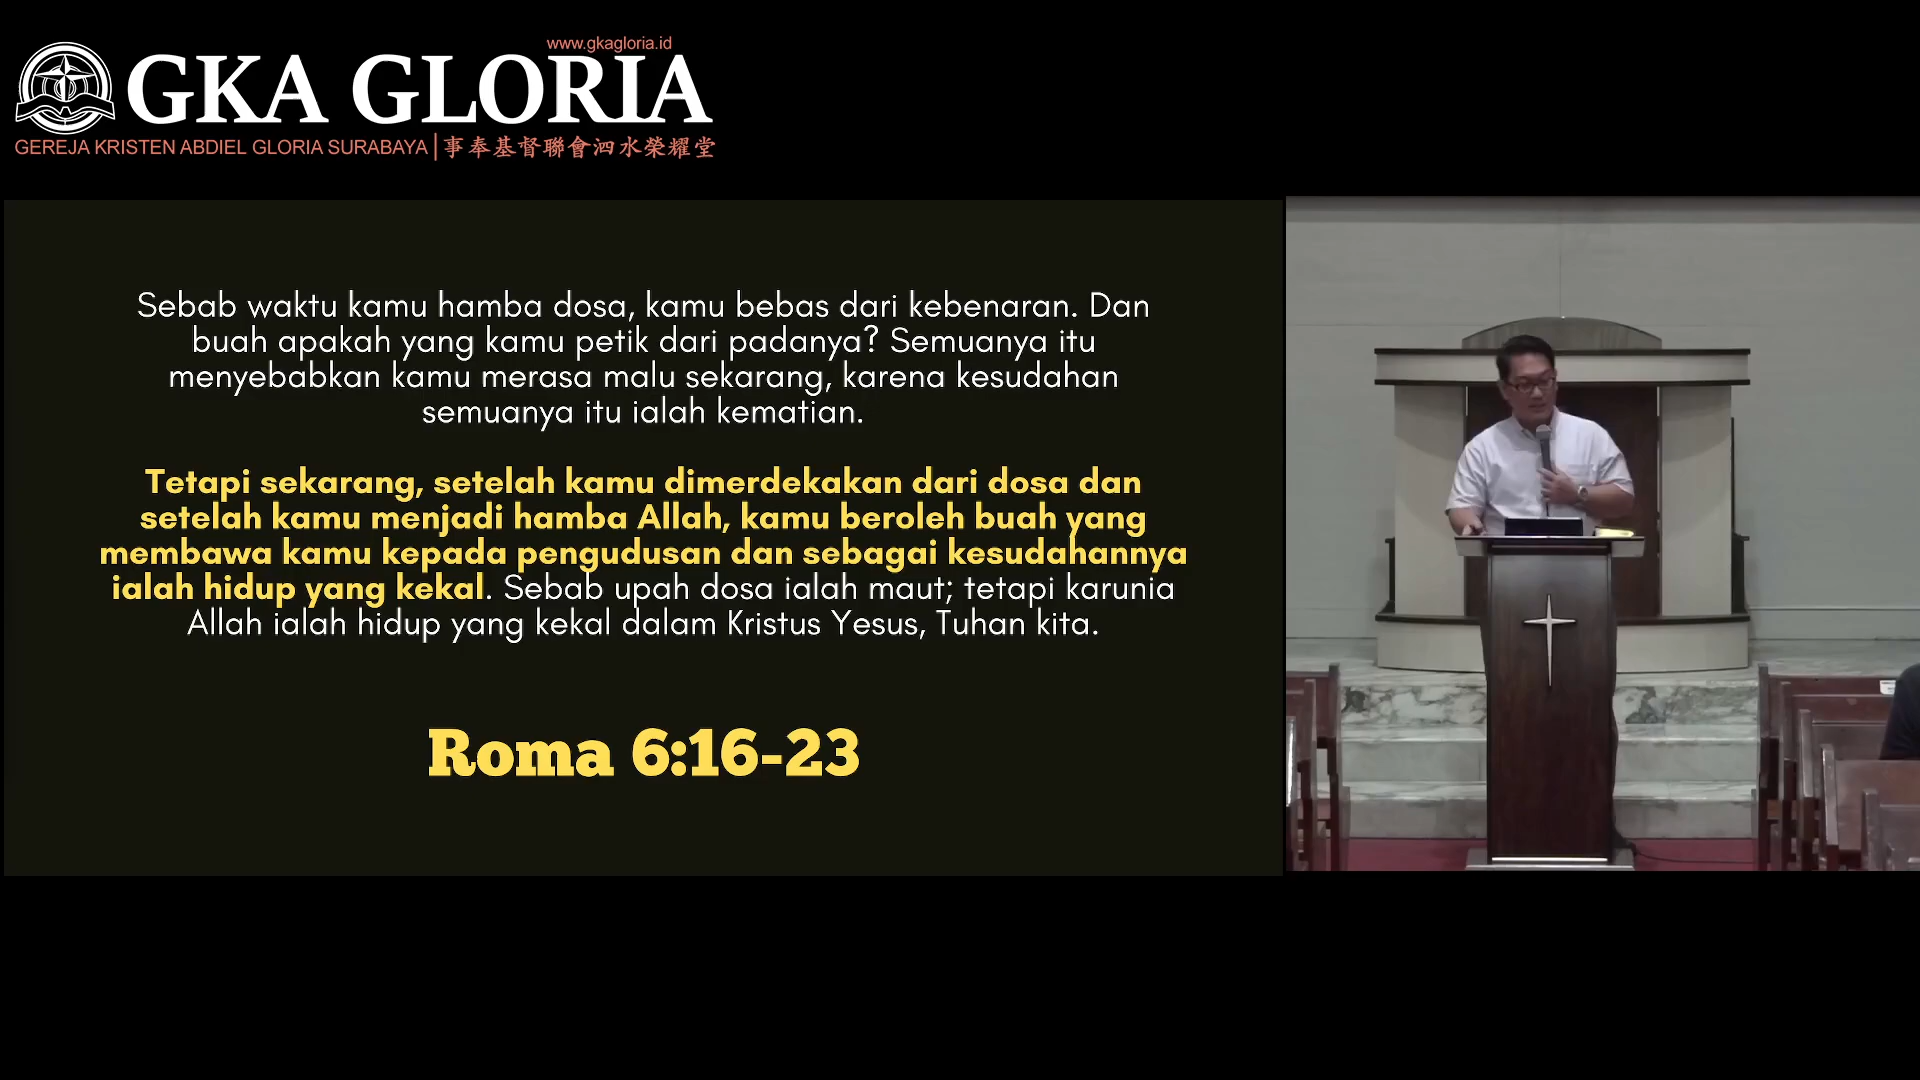 www.gkagloria.id
GKA GLORIA
GEREJA KRISTEN ABDIEL GLORIA SURABAYA | 事奉基督聯會泗水榮耀堂
Sebab waktu kamu hamba dosa, kamu bebas dari kebenaran. Dan
buah apakah yang kamu petik dari padanya? Semuanya itu
menyebabkan kamu merasa malu sekarang, karena kesudahan
semuanya itu ialah kematian.
Tetapi sekarang, setelah kamu dimerdekakan dari dosa dan
setelah kamu menjadi hamba Allah, kamu beroleh buah yang
membawa kamu kepada pengudusan dan sebagai kesudahannya
ialah hidup yang kekal. Sebab upah dosa ialah maut; tetapi karunia
Allah ialah hidup yang kekal dalam Kristus Yesus, Tuhan kita.
Roma 6:16-23